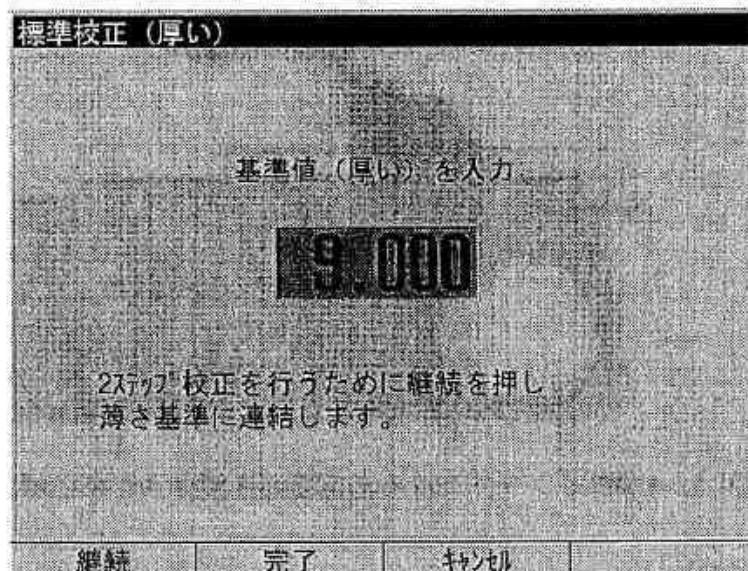 標準校正 (厚い)
基準値 (厚い) を入力
9.000
2ｽﾃｯﾌﾟ校正を行うために継続を押し
薄さ基準に連結します。
継続 完了 ｷｬﾝｾﾙ